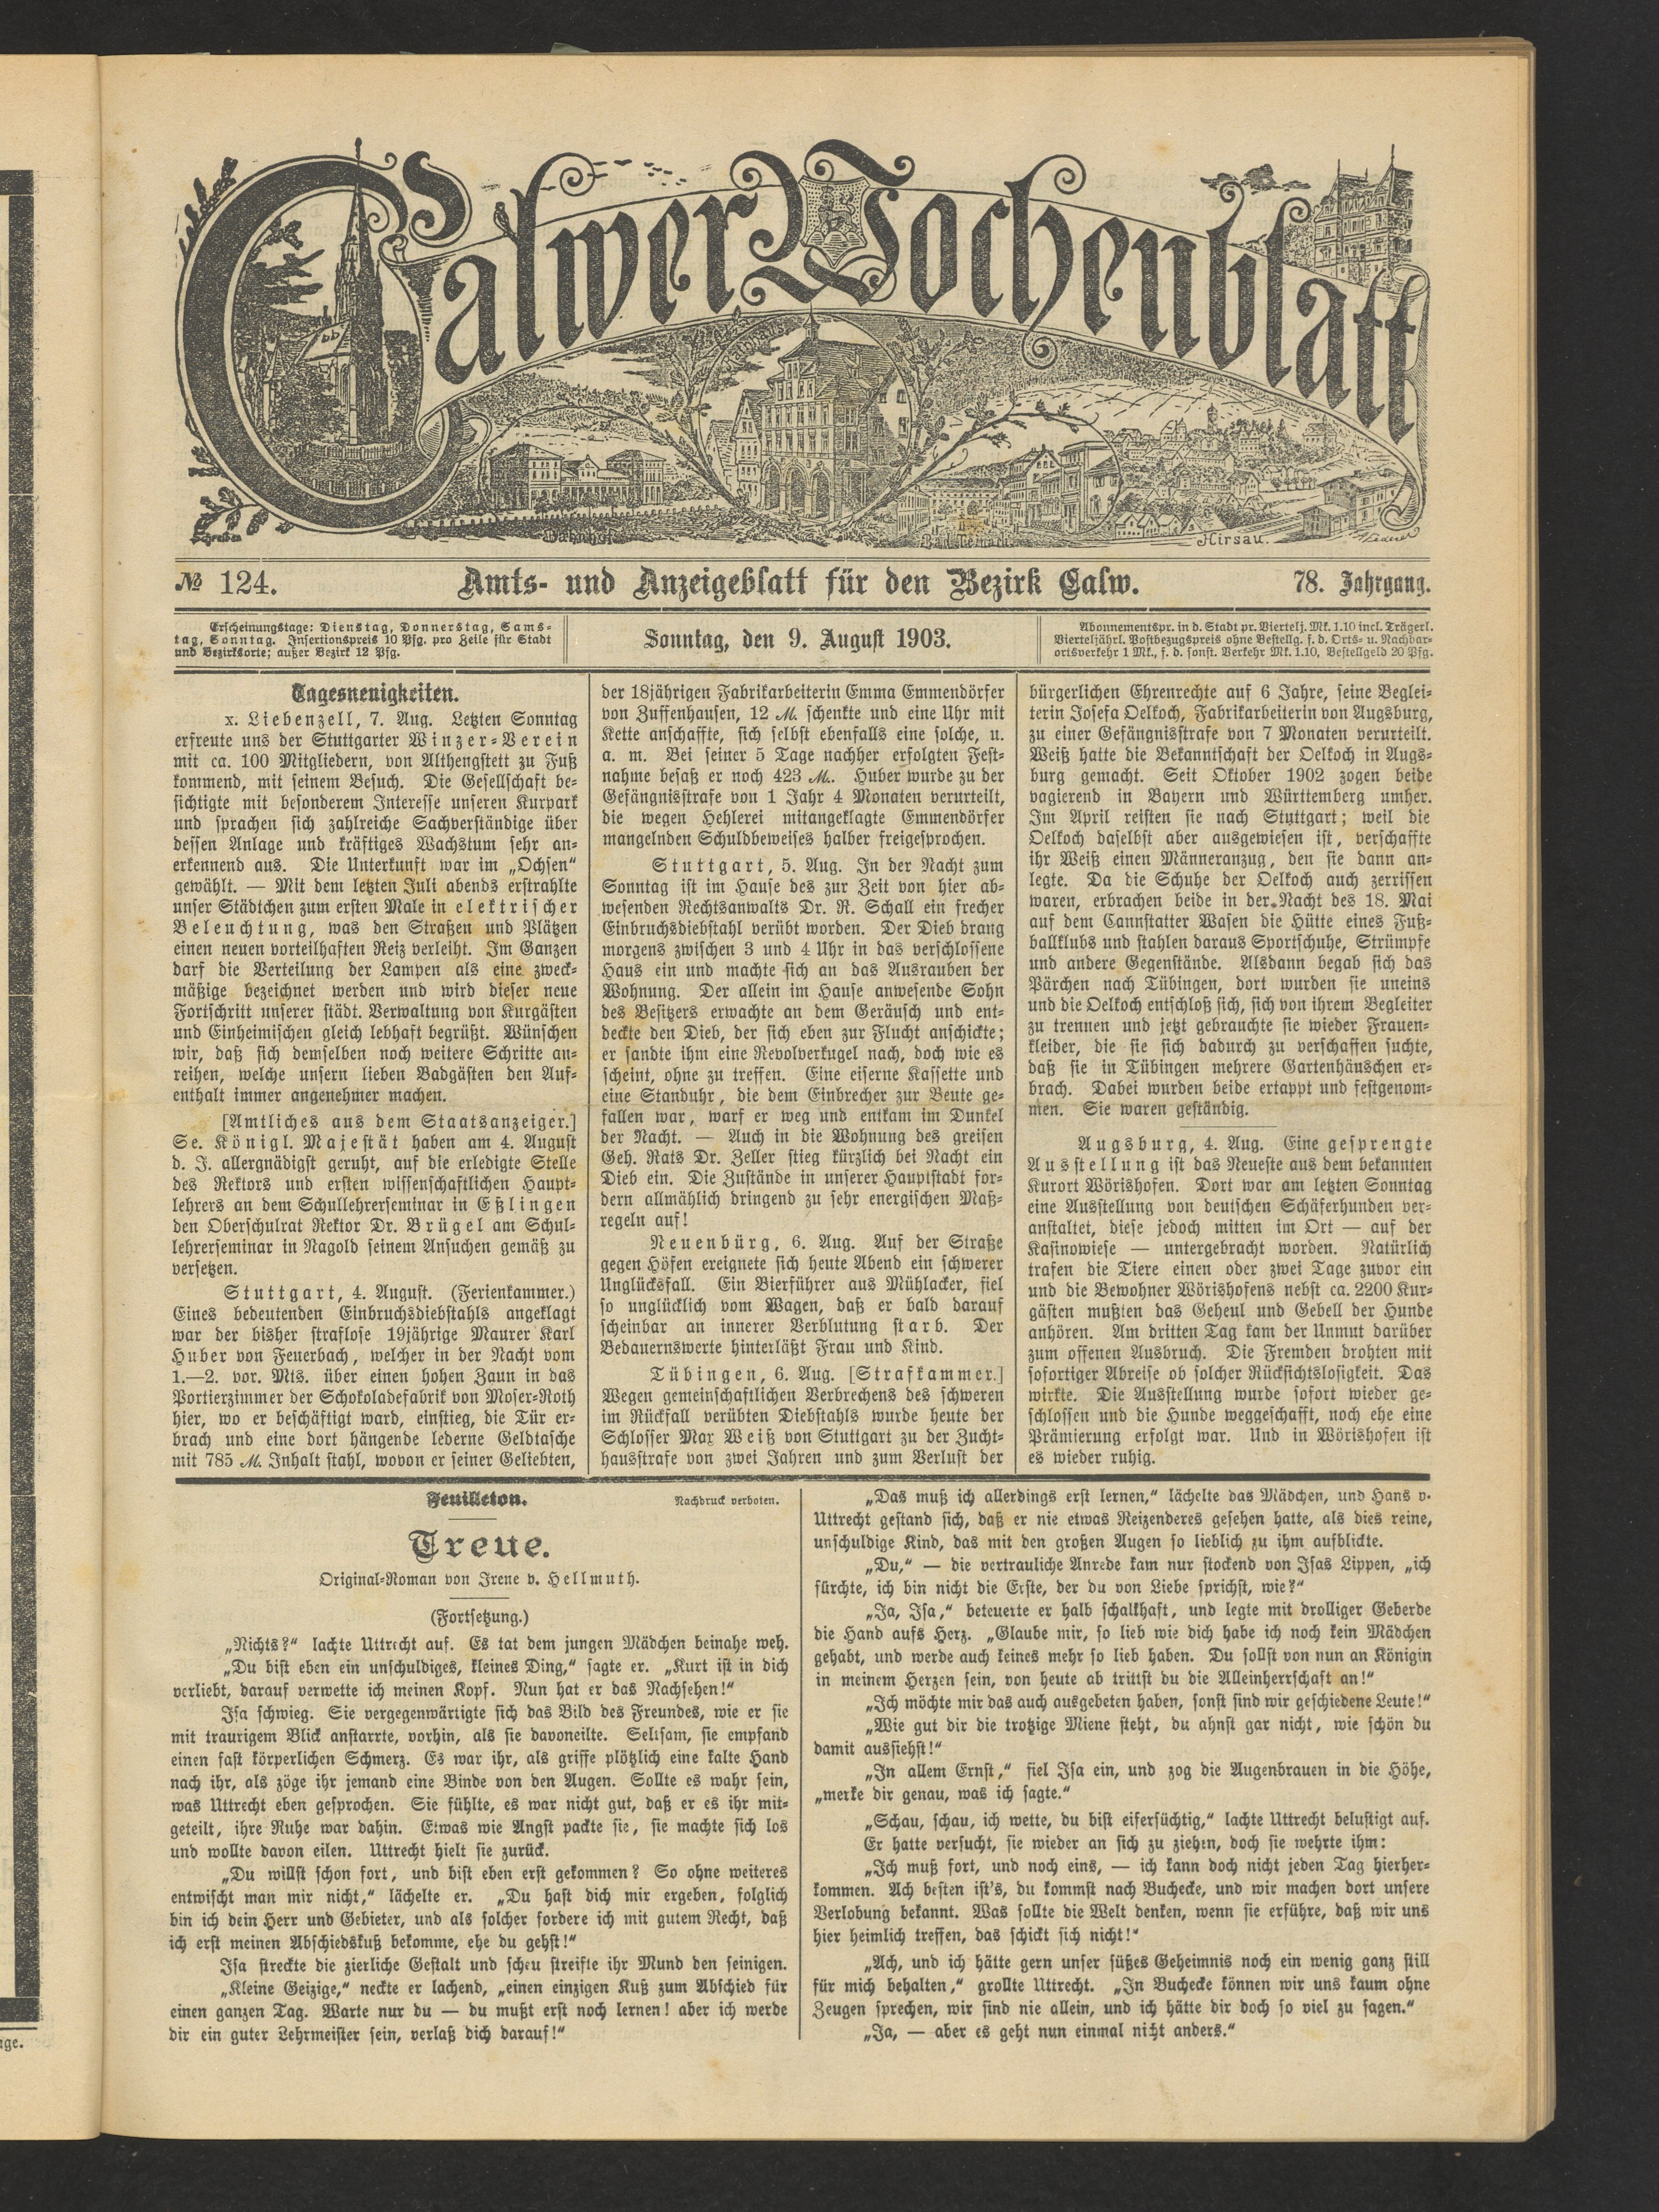 Calwer Wochenblatt
Rathaus
Bahnhof
Hirsau.
№ 124.
Amts- und Anzeigeblatt für den Bezirk Calw.
78. Jahrgang.
Erscheinungstage: Dienstag, Donnerstag, Sams-
tag, Sonntag. Insertionspreis 10 Pfg. pro Zeile für Stadt
und Bezirksorte; außer Bezirk 12 Pfg.
Sonntag, den 9. August 1903.
Abonnementspr. in d. Stadt pr. Viertelj. Mk. 1.10 incl. Trägerl.
Vierteljährl. Postbezugspreis ohne Bestellg. f. d. Orts- u. Nachbar-
ortsverkehr 1 Mk., f. d. sonst. Verkehr Mk. 1.10, Bestellgeld 20 Pfg.
Tagesneuigkeiten.
x. Liebenzell, 7. Aug. Letzten Sonntag
erfreute uns der Stuttgarter Winzer-Verein
mit ca. 100 Mitgliedern, von Althengstett zu Fuß
kommend, mit seinem Besuch. Die Gesellschaft be-
sichtigte mit besonderem Interesse unseren Kurpark
und sprachen sich zahlreiche Sachverständige über
dessen Anlage und kräftiges Wachstum sehr an-
erkennend aus. Die Unterkunft war im „Ochsen“
gewählt. — Mit dem letzten Juli abends erstrahlte
unser Städtchen zum ersten Male in elektrischer
Beleuchtung, was den Straßen und Plätzen
einen neuen vorteilhaften Reiz verleiht. Im Ganzen
darf die Verteilung der Lampen als eine zweck-
mäßige bezeichnet werden und wird dieser neue
Fortschritt unserer städt. Verwaltung von Kurgästen
und Einheimischen gleich lebhaft begrüßt. Wünschen
wir, daß sich demselben noch weitere Schritte an-
reihen, welche unsern lieben Badgästen den Auf-
enthalt immer angenehmer machen.
[Amtliches aus dem Staatsanzeiger.]
Se. Königl. Majestät haben am 4. August
d. J. allergnädigst geruht, auf die erledigte Stelle
des Rektors und ersten wissenschaftlichen Haupt-
lehrers an dem Schullehrerseminar in Eßlingen
den Oberschulrat Rektor Dr. Brügel am Schul-
lehrerseminar in Nagold seinem Ansuchen gemäß zu
versetzen.
Stuttgart, 4. August. (Ferienkammer.)
Eines bedeutenden Einbruchsdiebstahls angeklagt
war der bisher straflose 19jährige Maurer Karl
Huber von Feuerbach, welcher in der Nacht vom
1.—2. vor. Mts. über einen hohen Zaun in das
Portierzimmer der Schokoladefabrik von Moser-Roth
hier, wo er beschäftigt ward, einstieg, die Tür er-
brach und eine dort hängende lederne Geldtasche
mit 785 M. Inhalt stahl, wovon er seiner Geliebten,
der 18jährigen Fabrikarbeiterin Emma Emmendörfer
von Zuffenhausen, 12 M. schenkte und eine Uhr mit
Kette anschaffte, sich selbst ebenfalls eine solche, u.
a. m. Bei seiner 5 Tage nachher erfolgten Fest-
nahme besaß er noch 423 M. Huber wurde zu der
Gefängnisstrafe von 1 Jahr 4 Monaten verurteilt,
die wegen Hehlerei mitangeklagte Emmendörfer
mangelnden Schuldbeweises halber freigesprochen.
Stuttgart, 5. Aug. In der Nacht zum
Sonntag ist im Hause des zur Zeit von hier ab-
wesenden Rechtsanwalts Dr. R. Schall ein frecher
Einbruchsdiebstahl verübt worden. Der Dieb drang
morgens zwischen 3 und 4 Uhr in das verschlossene
Haus ein und machte sich an das Ausrauben der
Wohnung. Der allein im Hause anwesende Sohn
des Besitzers erwachte an dem Geräusch und ent-
deckte den Dieb, der sich eben zur Flucht anschickte;
er sandte ihm eine Revolverkugel nach, doch wie es
scheint, ohne zu treffen. Eine eiserne Kassette und
eine Standuhr, die dem Einbrecher zur Beute ge-
fallen war, warf er weg und entkam im Dunkel
der Nacht. — Auch in die Wohnung des greisen
Geh. Rats Dr. Zeller stieg kürzlich bei Nacht ein
Dieb ein. Die Zustände in unserer Hauptstadt for-
dern allmählich dringend zu sehr energischen Maß-
regeln auf!
Neuenbürg, 6. Aug. Auf der Straße
gegen Höfen ereignete sich heute Abend ein schwerer
Unglücksfall. Ein Bierführer aus Mühlacker, fiel
so unglücklich vom Wagen, daß er bald darauf
scheinbar an innerer Verblutung starb. Der
Bedauernswerte hinterläßt Frau und Kind.
Tübingen, 6. Aug. [Strafkammer.]
Wegen gemeinschaftlichen Verbrechens des schweren
im Rückfall verübten Diebstahls wurde heute der
Schlosser Max Weiß von Stuttgart zu der Zucht-
hausstrafe von zwei Jahren und zum Verlust der
bürgerlichen Ehrenrechte auf 6 Jahre, seine Beglei-
terin Josefa Oelkoch, Fabrikarbeiterin von Augsburg,
zu einer Gefängnisstrafe von 7 Monaten verurteilt.
Weiß hatte die Bekanntschaft der Oelkoch in Augs-
burg gemacht. Seit Oktober 1902 zogen beide
vagierend in Bayern und Württemberg umher.
Im April reisten sie nach Stuttgart; weil die
Oelkoch daselbst aber ausgewiesen ist, verschaffte
ihr Weiß einen Männeranzug, den sie dann an-
legte. Da die Schuhe der Oelkoch auch zerrissen
waren, erbrachen beide in der Nacht des 18. Mai
auf dem Cannstatter Wasen die Hütte eines Fuß-
ballklubs und stahlen daraus Sportschuhe, Strümpfe
und andere Gegenstände. Alsdann begab sich das
Pärchen nach Tübingen, dort wurden sie uneins
und die Oelkoch entschloß sich, sich von ihrem Begleiter
zu trennen und jetzt gebrauchte sie wieder Frauen-
kleider, die sie sich dadurch zu verschaffen suchte,
daß sie in Tübingen mehrere Gartenhäuschen er-
brach. Dabei wurden beide ertappt und festgenom-
men. Sie waren geständig.
Augsburg, 4. Aug. Eine gesprengte
Ausstellung ist das Neueste aus dem bekannten
Kurort Wörishofen. Dort war am letzten Sonntag
eine Ausstellung von deutschen Schäferhunden ver-
anstaltet, diese jedoch mitten im Ort — auf der
Kasinowiese — untergebracht worden. Natürlich
trafen die Tiere einen oder zwei Tage zuvor ein
und die Bewohner Wörishofens nebst ca. 2200 Kur-
gästen mußten das Geheul und Gebell der Hunde
anhören. Am dritten Tag kam der Unmut darüber
zum offenen Ausbruch. Die Fremden drohten mit
sofortiger Abreise ob solcher Rücksichtslosigkeit. Das
wirkte. Die Ausstellung wurde sofort wieder ge-
schlossen und die Hunde weggeschafft, noch ehe eine
Prämierung erfolgt war. Und in Wörishofen ist
es wieder ruhig.
Feuilleton.
Nachdruck verboten.
Treue.
Original-Roman von Irene v. Hellmuth.
(Fortsetzung.)
„Nichts?“ lachte Uttrecht auf. Es tat dem jungen Mädchen beinahe weh.
„Du bist eben ein unschuldiges, kleines Ding,“ sagte er. „Kurt ist in dich
verliebt, darauf verwette ich meinen Kopf. Nun hat er das Nachsehen!“
Isa schwieg. Sie vergegenwärtigte sich das Bild des Freundes, wie er sie
mit traurigem Blick anstarrte, vorhin, als sie davoneilte. Seltsam, sie empfand
einen fast körperlichen Schmerz. Es war ihr, als griffe plötzlich eine kalte Hand
nach ihr, als zöge ihr jemand eine Binde von den Augen. Sollte es wahr sein,
was Uttrecht eben gesprochen. Sie fühlte, es war nicht gut, daß er es ihr mit-
geteilt, ihre Ruhe war dahin. Etwas wie Angst packte sie, sie machte sich los
und wollte davon eilen. Uttrecht hielt sie zurück.
„Du willst schon fort, und bist eben erst gekommen? So ohne weiteres
entwischt man mir nicht,“ lächelte er. „Du hast dich mir ergeben, folglich
bin ich dein Herr und Gebieter, und als solcher fordere ich mit gutem Recht, daß
ich erst meinen Abschiedskuß bekomme, ehe du gehst!“
Isa streckte die zierliche Gestalt und scheu streifte ihr Mund den seinigen.
„Kleine Geizige,“ neckte er lachend, „einen einzigen Kuß zum Abschied für
einen ganzen Tag. Warte nur du — du mußt erst noch lernen! aber ich werde
dir ein guter Lehrmeister sein, verlaß dich darauf!“
„Das muß ich allerdings erst lernen,“ lächelte das Mädchen, und Hans v.
Uttrecht gestand sich, daß er nie etwas Reizenderes gesehen hatte, als dies reine,
unschuldige Kind, das mit den großen Augen so lieblich zu ihm aufblickte.
„Du,“ — die vertrauliche Anrede kam nur stockend von Isas Lippen, „ich
fürchte, ich bin nicht die Erste, der du von Liebe sprichst, wie?“
„Ja, Isa,“ beteuerte er halb schalkhaft, und legte mit drolliger Geberde
die Hand aufs Herz. „Glaube mir, so lieb wie dich habe ich noch kein Mädchen
gehabt, und werde auch keines mehr so lieb haben. Du sollst von nun an Königin
in meinem Herzen sein, von heute ab trittst du die Alleinherrschaft an!“
„Ich möchte mir das auch ausgebeten haben, sonst sind wir geschiedene Leute!“
„Wie gut dir die trotzige Miene steht, du ahnst gar nicht, wie schön du
damit aussiehst!“
„In allem Ernst,“ fiel Isa ein, und zog die Augenbrauen in die Höhe,
„merke dir genau, was ich sagte.“
„Schau, schau, ich wette, du bist eifersüchtig,“ lachte Uttrecht belustigt auf.
Er hatte versucht, sie wieder an sich zu ziehen, doch sie wehrte ihm:
„Ich muß fort, und noch eins, — ich kann doch nicht jeden Tag hierher-
kommen. Ach besten ist's, du kommst nach Buchecke, und wir machen dort unsere
Verlobung bekannt. Was sollte die Welt denken, wenn sie erführe, daß wir uns
hier heimlich treffen, das schickt sich nicht!“
„Ach, und ich hätte gern unser süßes Geheimnis noch ein wenig ganz still
für mich behalten,“ grollte Uttrecht. „In Buchecke können wir uns kaum ohne
Zeugen sprechen, wir sind nie allein, und ich hätte dir doch so viel zu sagen.“
„Ja, — aber es geht nun einmal nicht anders.“